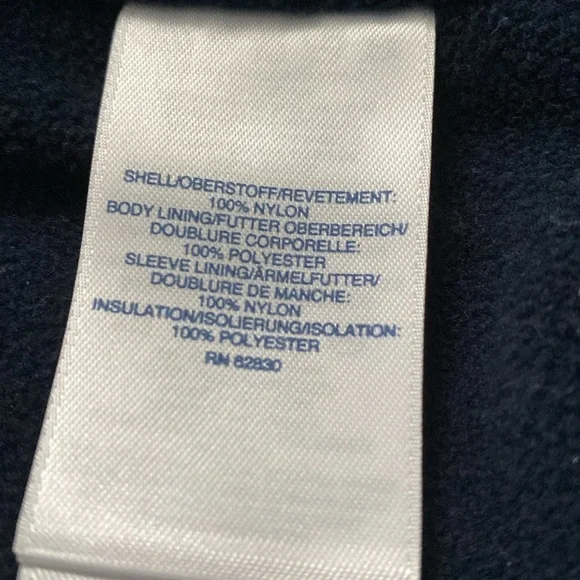 SHELL/OBERSTOFF/REVETEMENT:
100% NYLON
BODY LINING/FUTTER OBERBEREICH/
DOUBLURE CORPORELLE:
100% POLYESTER
SLEEVE LINING/ÄRMELFUTTER/
DOUBLURE DE MANCHE:
100% NYLON
INSULATION/ISOLIERUNG/ISOLATION:
100% POLYESTER
RN 82830